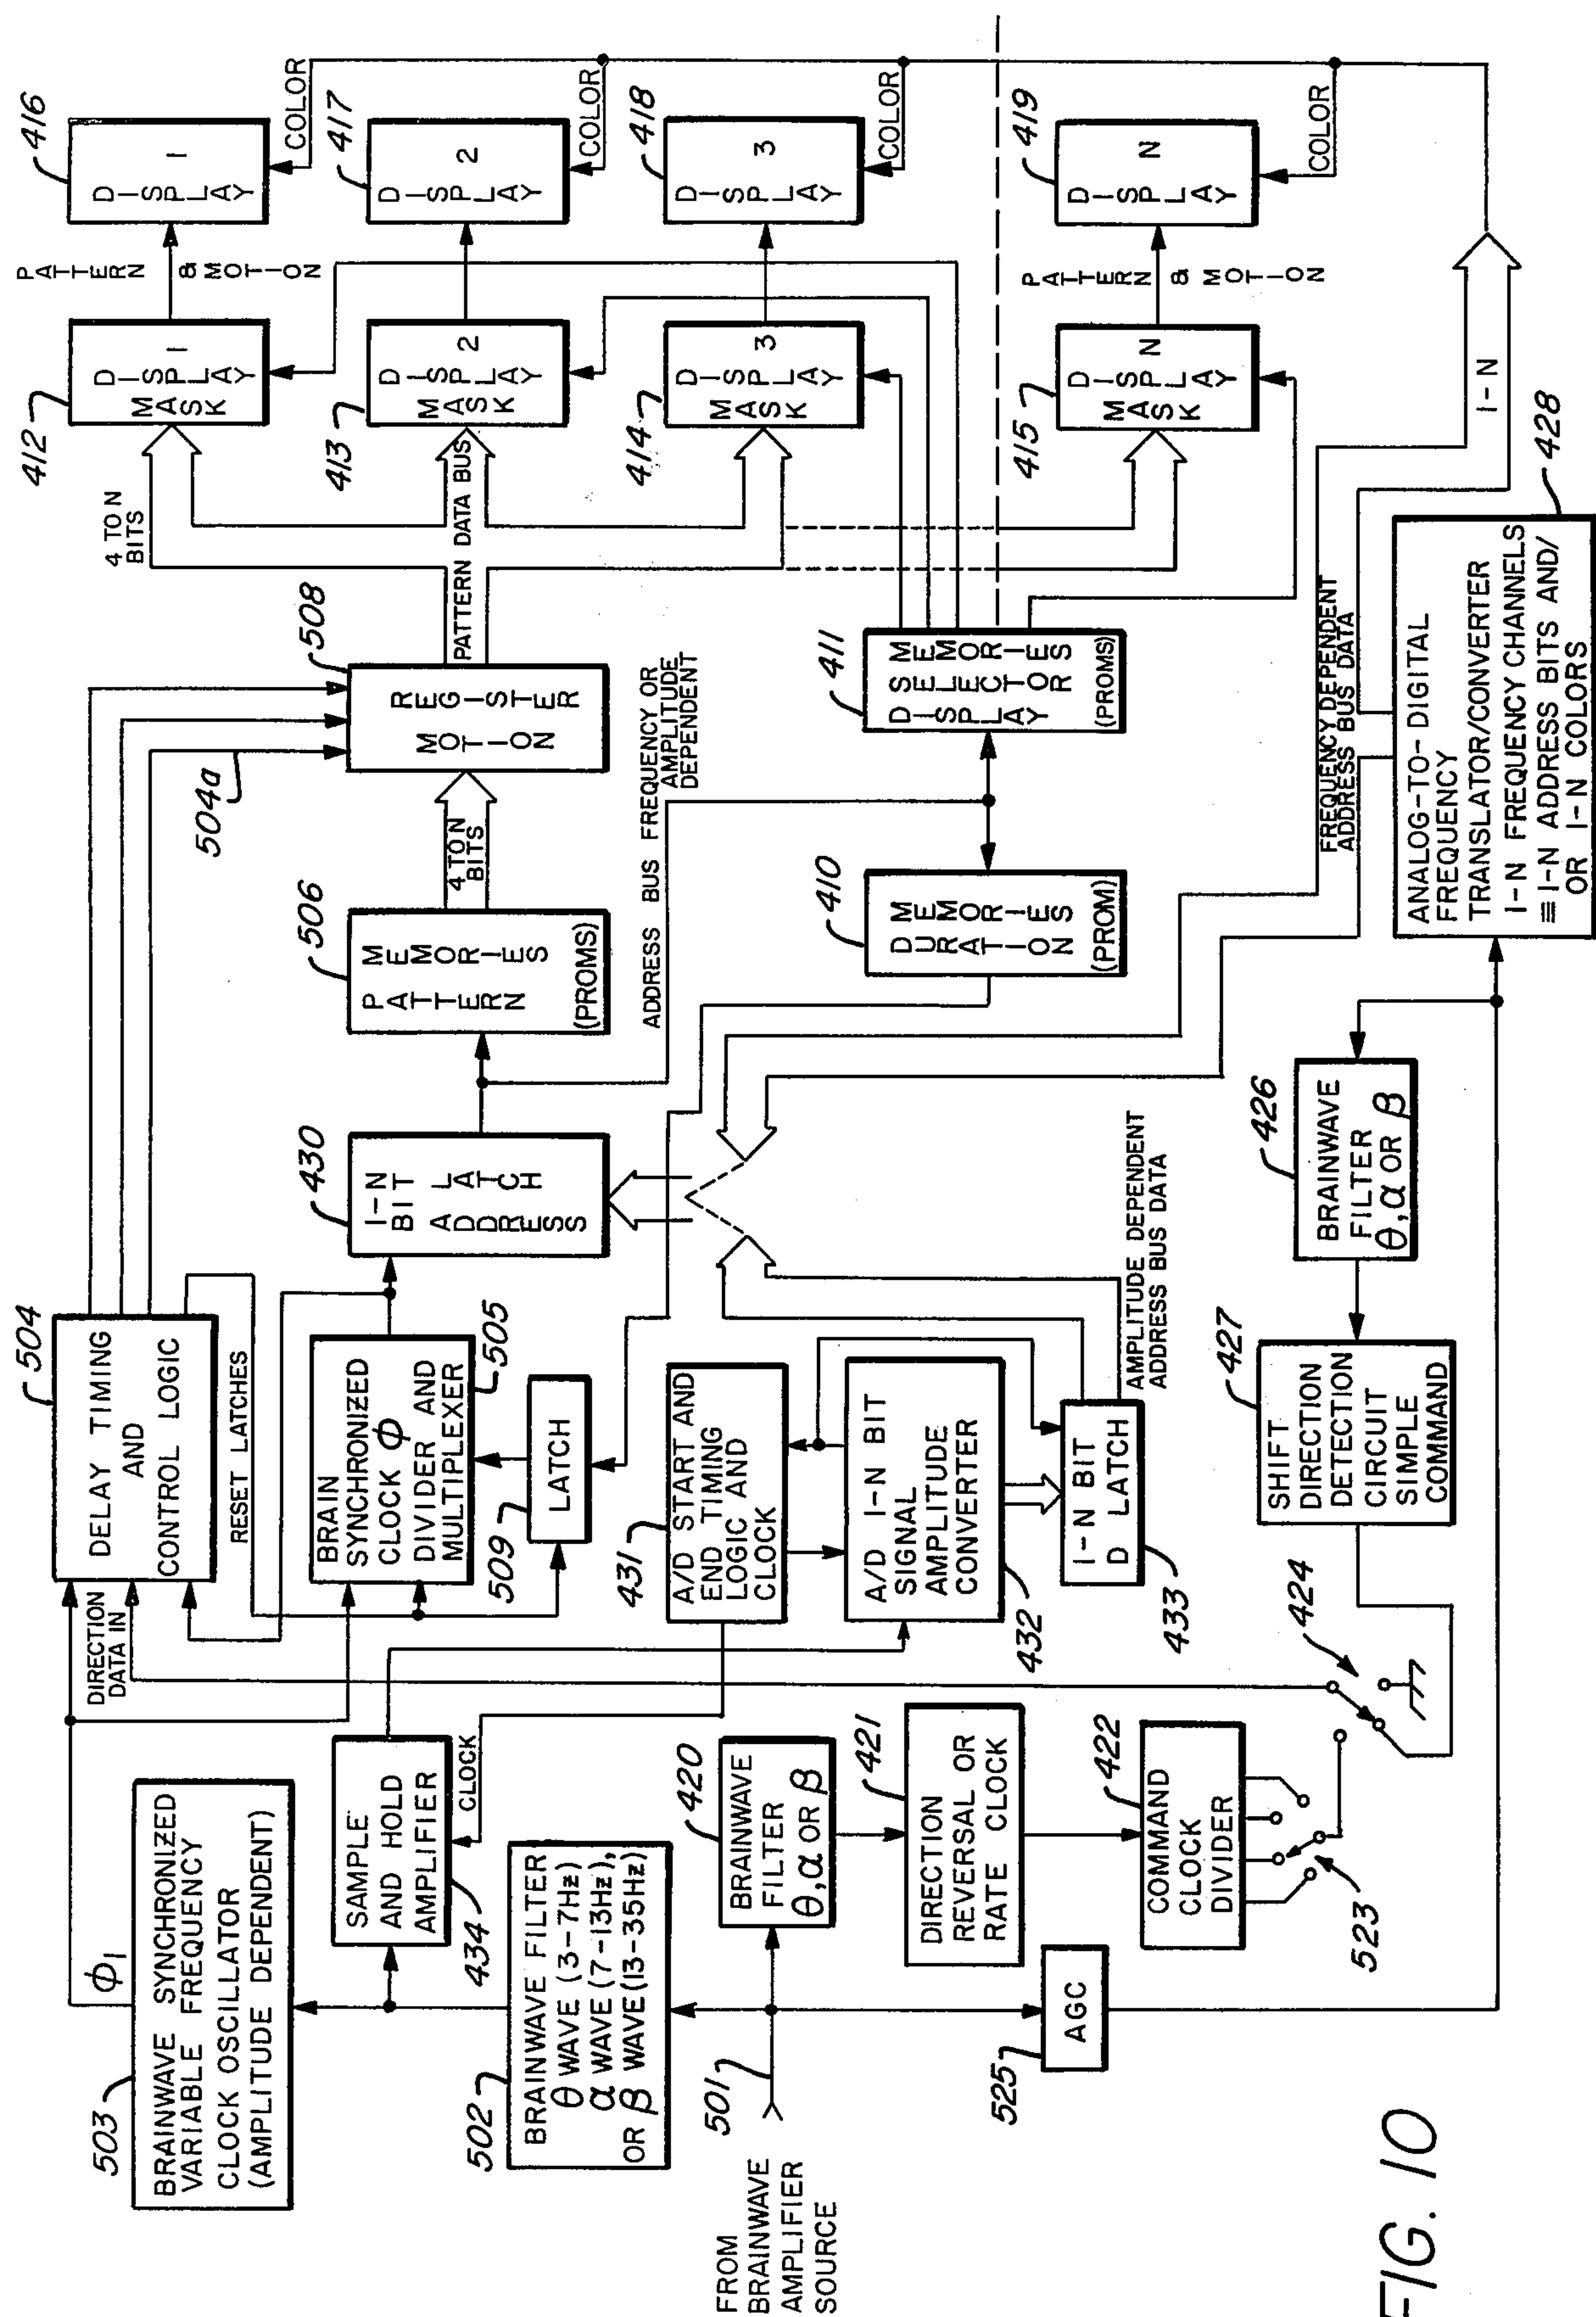 503
BRAINWAVE SYNCHRONIZED
VARIABLE FREQUENCY
CLOCK OSCILLATOR
(AMPLITUDE DEPENDENT)
Φ1
504
DELAY TIMING
AND
CONTROL LOGIC
DIRECTION
DATA IN
RESET LATCHES
504a
434
SAMPLE
AND HOLD
AMPLIFIER
CLOCK
BRAIN
SYNCHRONIZED
CLOCK Φ
DIVIDER AND
MULTIPLEXER
505
509
LATCH
430
1-N
BIT
ADDRESS
LATCH
506
PATTERN
MEMORIES
(PROMS)
4 TO N
BITS
508
MOTION
REGISTER
4 TO N
BITS
PATTERN DATA BUS
412
MASK
DISPLAY
1
PATTERN
& MOTION
416
DISPLAY
1
COLOR
413
MASK
DISPLAY
2
417
DISPLAY
2
COLOR
414
MASK
DISPLAY
3
418
DISPLAY
3
COLOR
415
MASK
DISPLAY
N
PATTERN
& MOTION
419
DISPLAY
N
COLOR
502
BRAINWAVE FILTER
θ WAVE (3-7Hz)
α WAVE (7-13Hz),
OR β WAVE (13-35Hz)
431
A/D START AND
END TIMING
LOGIC AND
CLOCK
432
A/D 1-N BIT
SIGNAL
AMPLITUDE
CONVERTER
433
1-N BIT
D LATCH
AMPLITUDE DEPENDENT
ADDRESS BUS DATA
ADDRESS BUS FREQUENCY OR
AMPLITUDE
DEPENDENT
410
DURATION
MEMORIES
(PROM)
411
DISPLAY
SELECTOR
MEMORIES
(PROMS)
FREQUENCY DEPENDENT
ADDRESS BUS DATA
1-N
FROM
BRAINWAVE
AMPLIFIER
SOURCE
501
420
BRAINWAVE
FILTER
θ, α OR β
421
DIRECTION
REVERSAL OR
RATE CLOCK
422
COMMAND
CLOCK
DIVIDER
523
424
525
AGC
427
SHIFT
DIRECTION
DETECTION
CIRCUIT
SIMPLE
COMMAND
426
BRAINWAVE
FILTER
θ, α OR β
428
ANALOG-TO-DIGITAL
FREQUENCY
TRANSLATOR/CONVERTER
1-N FREQUENCY CHANNELS
≡ 1-N ADDRESS BITS AND/
OR 1-N COLORS
FIG. 10